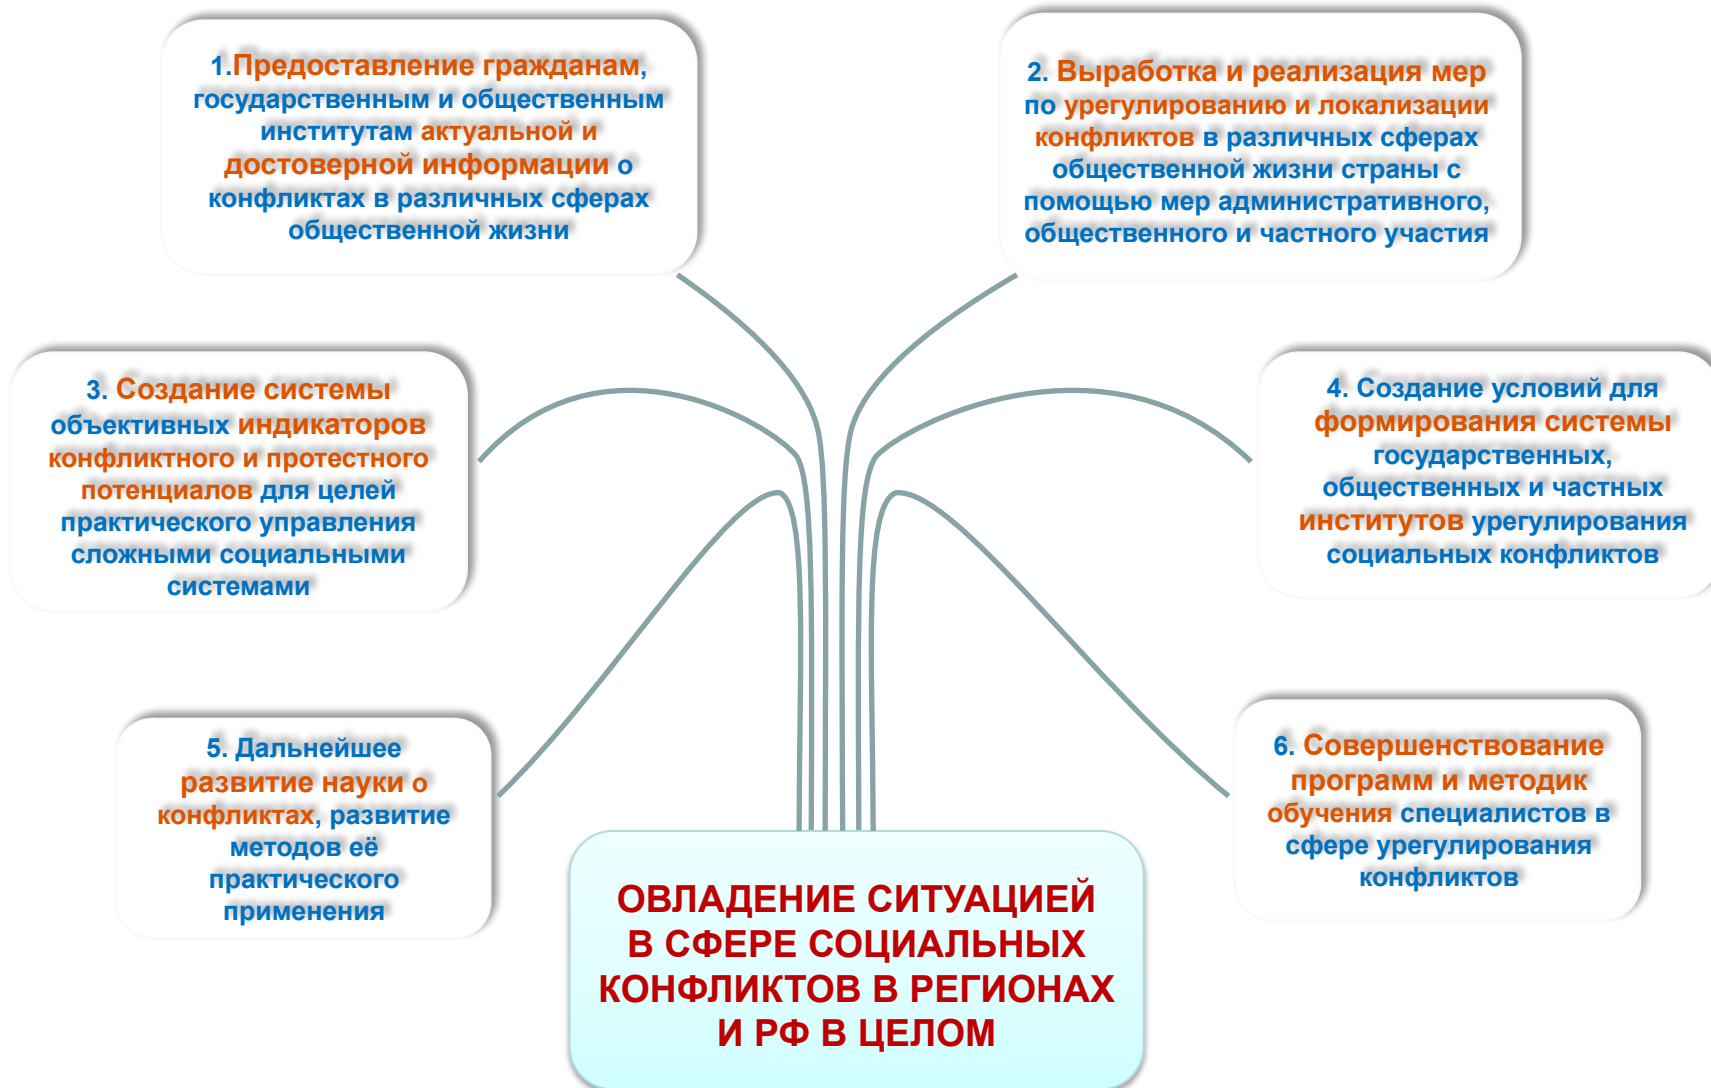 1.Предоставление гражданам,
государственным и общественным
институтам актуальной и
достоверной информации о
конфликтах в различных сферах
общественной жизни
2. Выработка и реализация мер
по урегулированию и локализации
конфликтов в различных сферах
общественной жизни страны с
помощью мер административного,
общественного и частного участия
3. Создание системы
объективных индикаторов
конфликтного и протестного
потенциалов для целей
практического управления
сложными социальными
системами
4. Создание условий для
формирования системы
государственных,
общественных и частных
институтов урегулирования
социальных конфликтов
5. Дальнейшее
развитие науки о
конфликтах, развитие
методов её
практического
применения
6. Совершенствование
программ и методик
обучения специалистов в
сфере урегулирования
конфликтов
ОВЛАДЕНИЕ СИТУАЦИЕЙ
В СФЕРЕ СОЦИАЛЬНЫХ
КОНФЛИКТОВ В РЕГИОНАХ
И РФ В ЦЕЛОМ